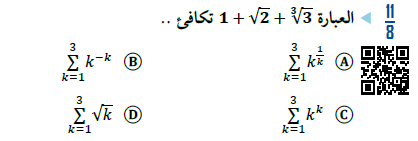 11/8 العبارة 1 + √2 + ∛3 تكافئ ..
Ⓐ ∑_{k=1}^{3} k^{1/k} Ⓑ ∑_{k=1}^{3} k^{-k}
Ⓒ ∑_{k=1}^{3} k^{k} Ⓓ ∑_{k=1}^{3} √k